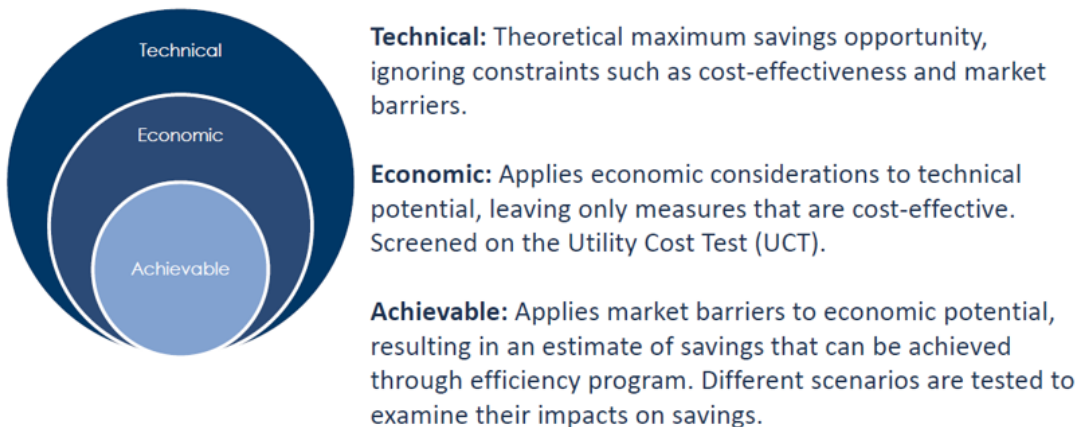 Technical
Economic
Achievable
Technical: Theoretical maximum savings opportunity,
ignoring constraints such as cost-effectiveness and market
barriers.
Economic: Applies economic considerations to technical
potential, leaving only measures that are cost-effective.
Screened on the Utility Cost Test (UCT).
Achievable: Applies market barriers to economic potential,
resulting in an estimate of savings that can be achieved
through efficiency program. Different scenarios are tested to
examine their impacts on savings.